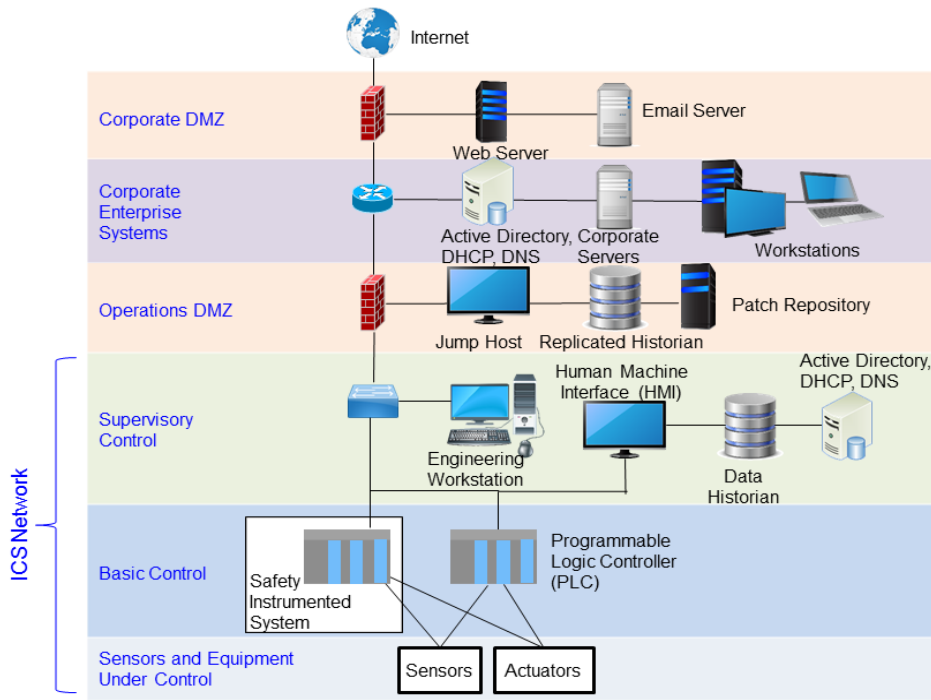 Internet
Corporate DMZ
Web Server
Email Server
Corporate
Enterprise
Systems
Active Directory,
DHCP, DNS
Corporate
Servers
Workstations
Operations DMZ
Jump Host
Replicated Historian
Patch Repository
ICS Network
Supervisory
Control
Engineering
Workstation
Human Machine
Interface (HMI)
Data
Historian
Active Directory,
DHCP, DNS
Basic Control
Safety
Instrumented
System
Programmable
Logic Controller
(PLC)
Sensors and Equipment
Under Control
Sensors
Actuators